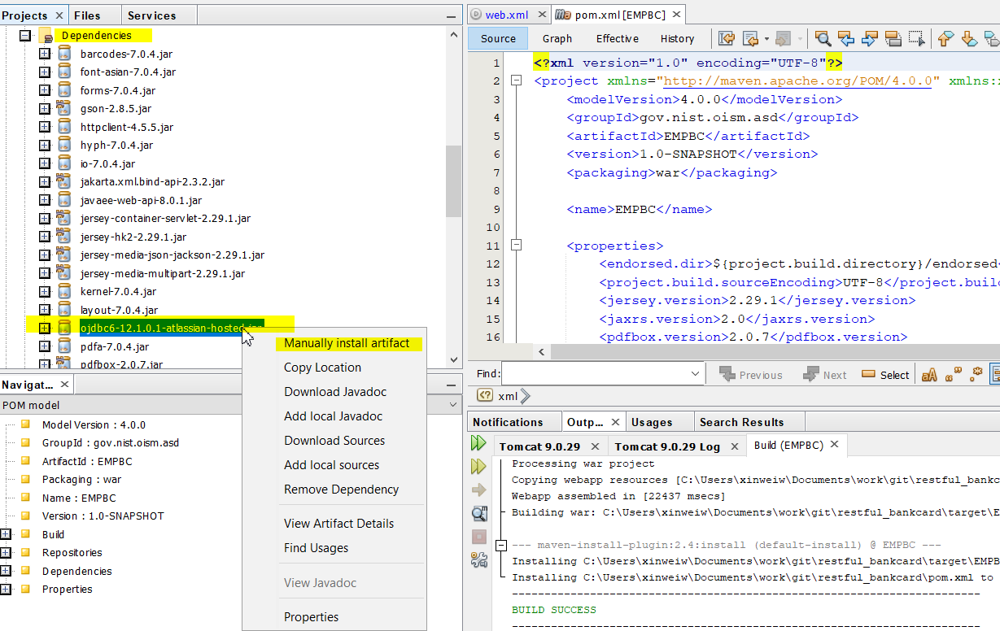 Projects
Files
Services
Dependencies
barcodes-7.0.4.jar
font-asian-7.0.4.jar
forms-7.0.4.jar
gson-2.8.5.jar
httpclient-4.5.5.jar
hyph-7.0.4.jar
io-7.0.4.jar
jakarta.xml.bind-api-2.3.2.jar
javaee-web-api-8.0.1.jar
jersey-container-servlet-2.29.1.jar
jersey-hk2-2.29.1.jar
jersey-media-json-jackson-2.29.1.jar
jersey-media-multipart-2.29.1.jar
kernel-7.0.4.jar
layout-7.0.4.jar
ojdbc6-12.1.0.1-atlassian-hosted.jar
pdfa-7.0.4.jar
pdfbox-2.0.7.jar
Manually install artifact
Copy Location
Download Javadoc
Add local Javadoc
Download Sources
Add local sources
Remove Dependency
View Artifact Details
Find Usages
View Javadoc
Properties
Navigat...
POM model
Model Version : 4.0.0
GroupId : gov.nist.oism.asd
ArtifactId : EMPBC
Packaging : war
Name : EMPBC
Version : 1.0-SNAPSHOT
Build
Repositories
Dependencies
Properties
web.xml
pom.xml [EMPBC]
Source Graph Effective History
1 <?xml version="1.0" encoding="UTF-8"?>
2 <project xmlns="http://maven.apache.org/POM/4.0.0" xmlns:
3 <modelVersion>4.0.0</modelVersion>
4 <groupId>gov.nist.oism.asd</groupId>
5 <artifactId>EMPBC</artifactId>
6 <version>1.0-SNAPSHOT</version>
7 <packaging>war</packaging>
8
9 <name>EMPBC</name>
10
11 <properties>
12 <endorsed.dir>${project.build.directory}/endorsed<
13 <project.build.sourceEncoding>UTF-8</project.buil
14 <jersey.version>2.29.1</jersey.version>
15 <jaxrs.version>2.0</jaxrs.version>
16 <pdfbox.version>2.0.7</pdfbox.version>
Find: Previous Next Select aA
xml
Notifications Outp... Usages Search Results
Tomcat 9.0.29 Tomcat 9.0.29 Log Build (EMPBC)
Processing war project
Copying webapp resources [C:\Users\xinweiw\Documents\work\git\restful_bankc
Webapp assembled in [22437 msecs]
Building war: C:\Users\xinweiw\Documents\work\git\restful_bankcard\target\E
--- maven-install-plugin:2.4:install (default-install) @ EMPBC ---
Installing C:\Users\xinweiw\Documents\work\git\restful_bankcard\target\EMPB
Installing C:\Users\xinweiw\Documents\work\git\restful_bankcard\pom.xml to
------------------------------------------------------------------------
BUILD SUCCESS
------------------------------------------------------------------------